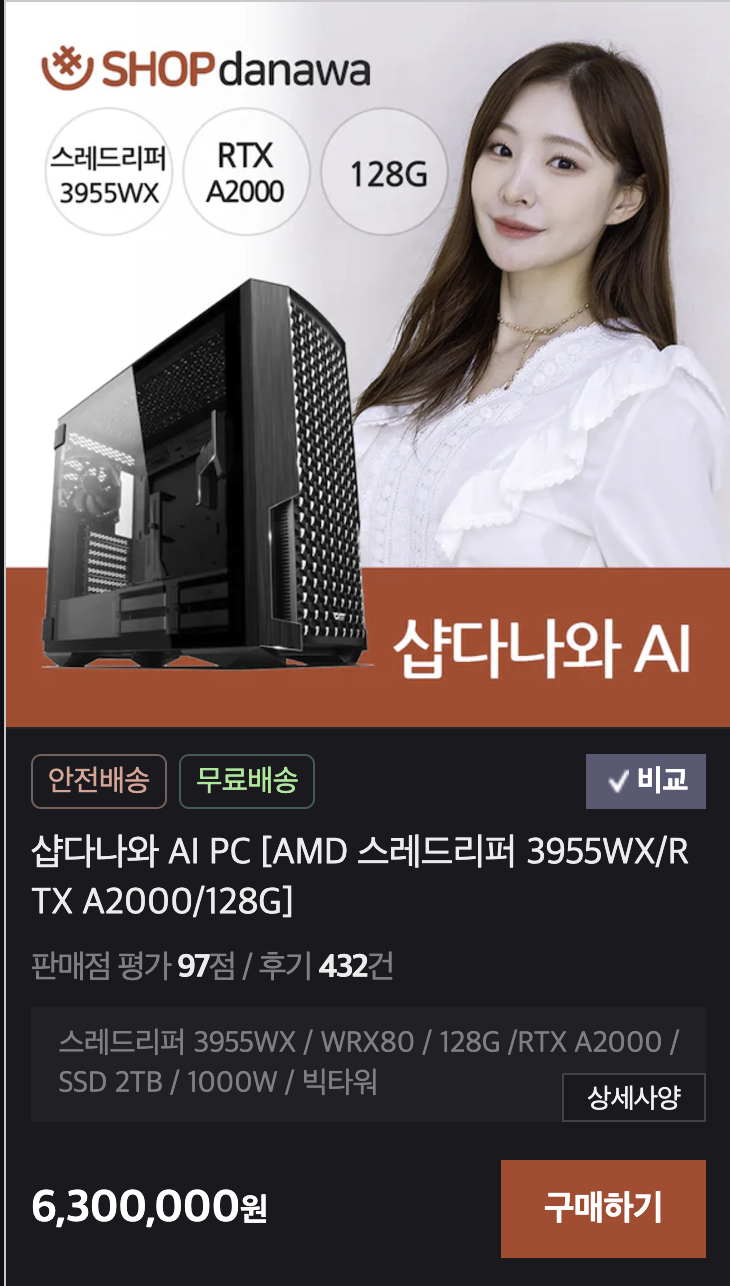 SHOPdanawa
스레드리퍼
3955WX
RTX
A2000
128G
샵다나와 AI
안전배송
무료배송
비교
샵다나와 AI PC [AMD 스레드리퍼 3955WX/R
TX A2000/128G]
판매점 평가 97점 / 후기 432건
스레드리퍼 3955WX / WRX80 / 128G /RTX A2000 /
SSD 2TB / 1000W / 빅타워
상세사양
6,300,000원
구매하기